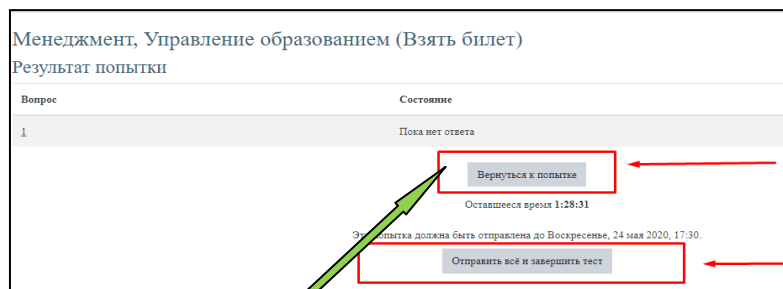 Менеджмент, Управление образованием (Взять билет)
Результат попытки
Вопрос Состояние
1 Пока нет ответа
Вернуться к попытке
Оставшееся время 1:28:31
попытка должна быть отправлена до Воскресенье, 24 мая 2020, 17:30.
Отправить всё и завершить тест